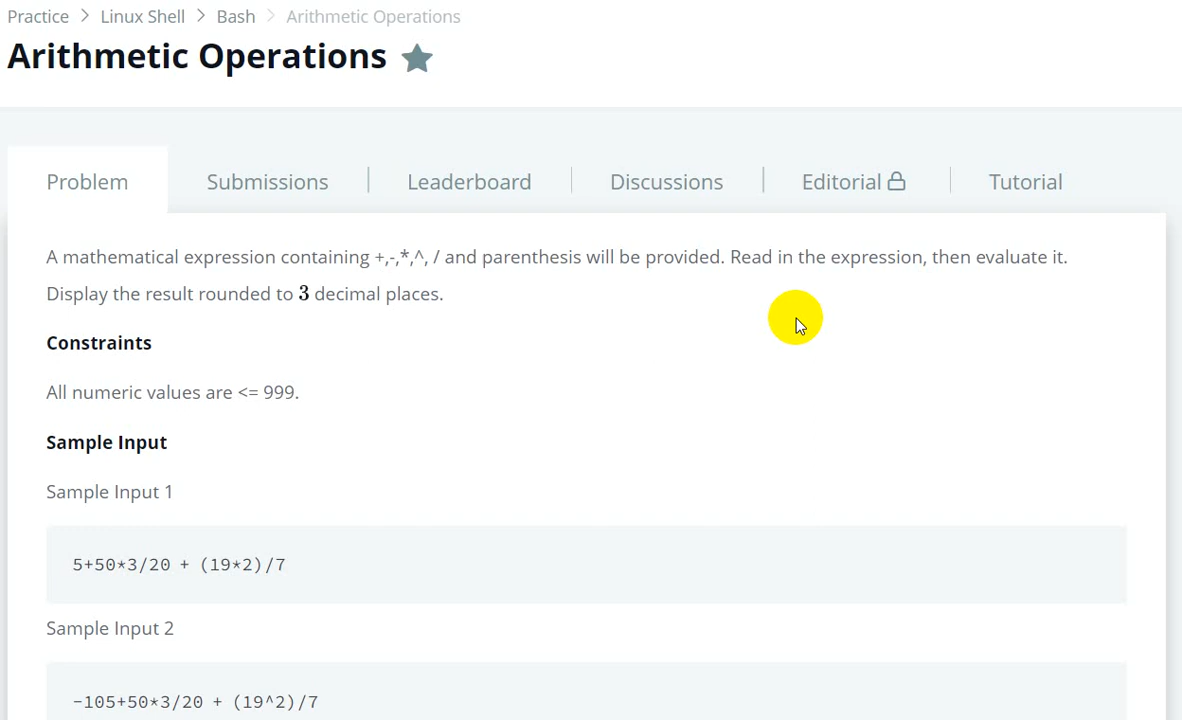 Practice > Linux Shell > Bash > Arithmetic Operations
Arithmetic Operations
Problem Submissions Leaderboard Discussions Editorial Tutorial
A mathematical expression containing +,-,*,^, / and parenthesis will be provided. Read in the expression, then evaluate it.
Display the result rounded to 3 decimal places.
Constraints
All numeric values are <= 999.
Sample Input
Sample Input 1
5+50*3/20 + (19*2)/7
Sample Input 2
-105+50*3/20 + (19^2)/7